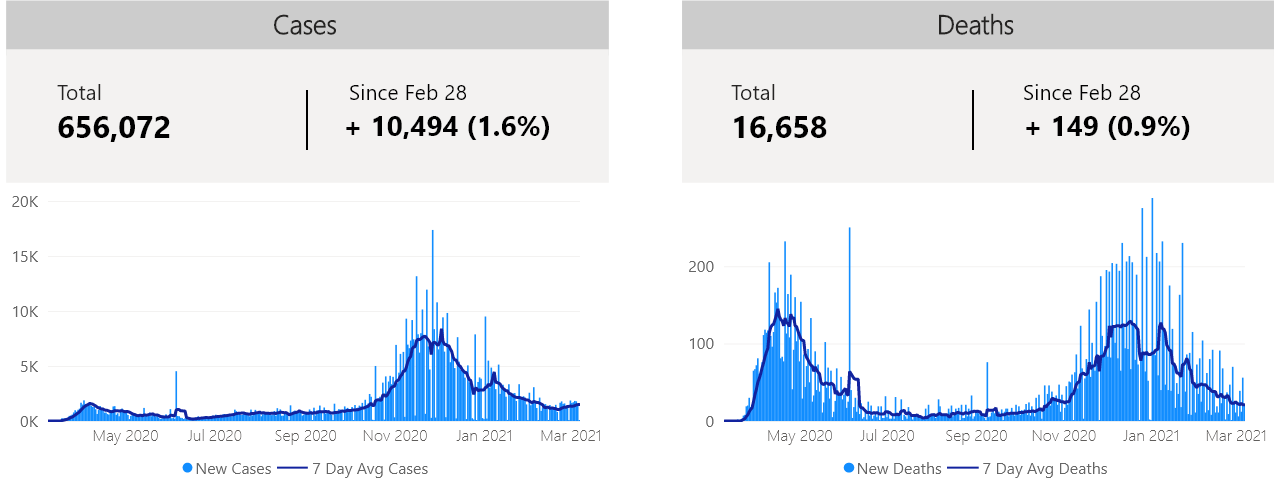 Cases
Total
Since Feb 28
656,072
+ 10,494 (1.6%)
20K
15K
10K
5K
0K
May 2020 Jul 2020 Sep 2020 Nov 2020 Jan 2021 Mar 2021
New Cases 7 Day Avg Cases
Deaths
Total
Since Feb 28
16,658
+ 149 (0.9%)
200
100
0
May 2020 Jul 2020 Sep 2020 Nov 2020 Jan 2021 Mar 2021
New Deaths 7 Day Avg Deaths